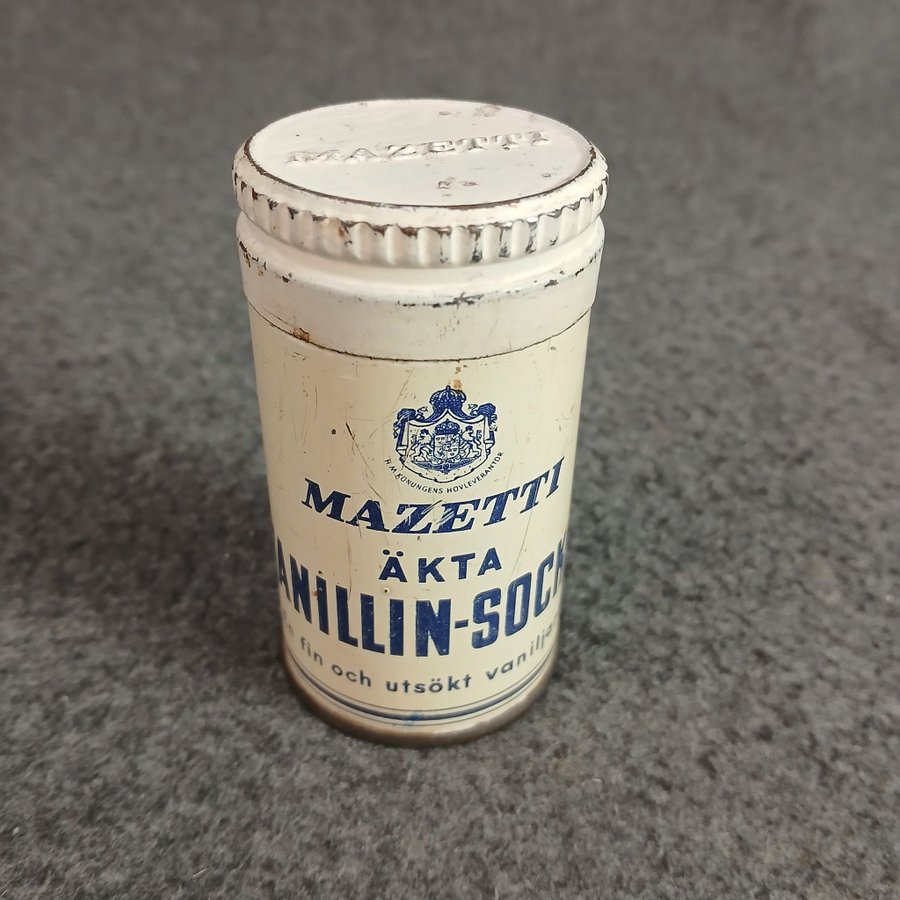 MAZETTI
H.M. KONUNGENS HOVLEVERANTÖR
MAZETTI
ÄKTA
ANILLIN-SOCK
fin och utsökt vanilj